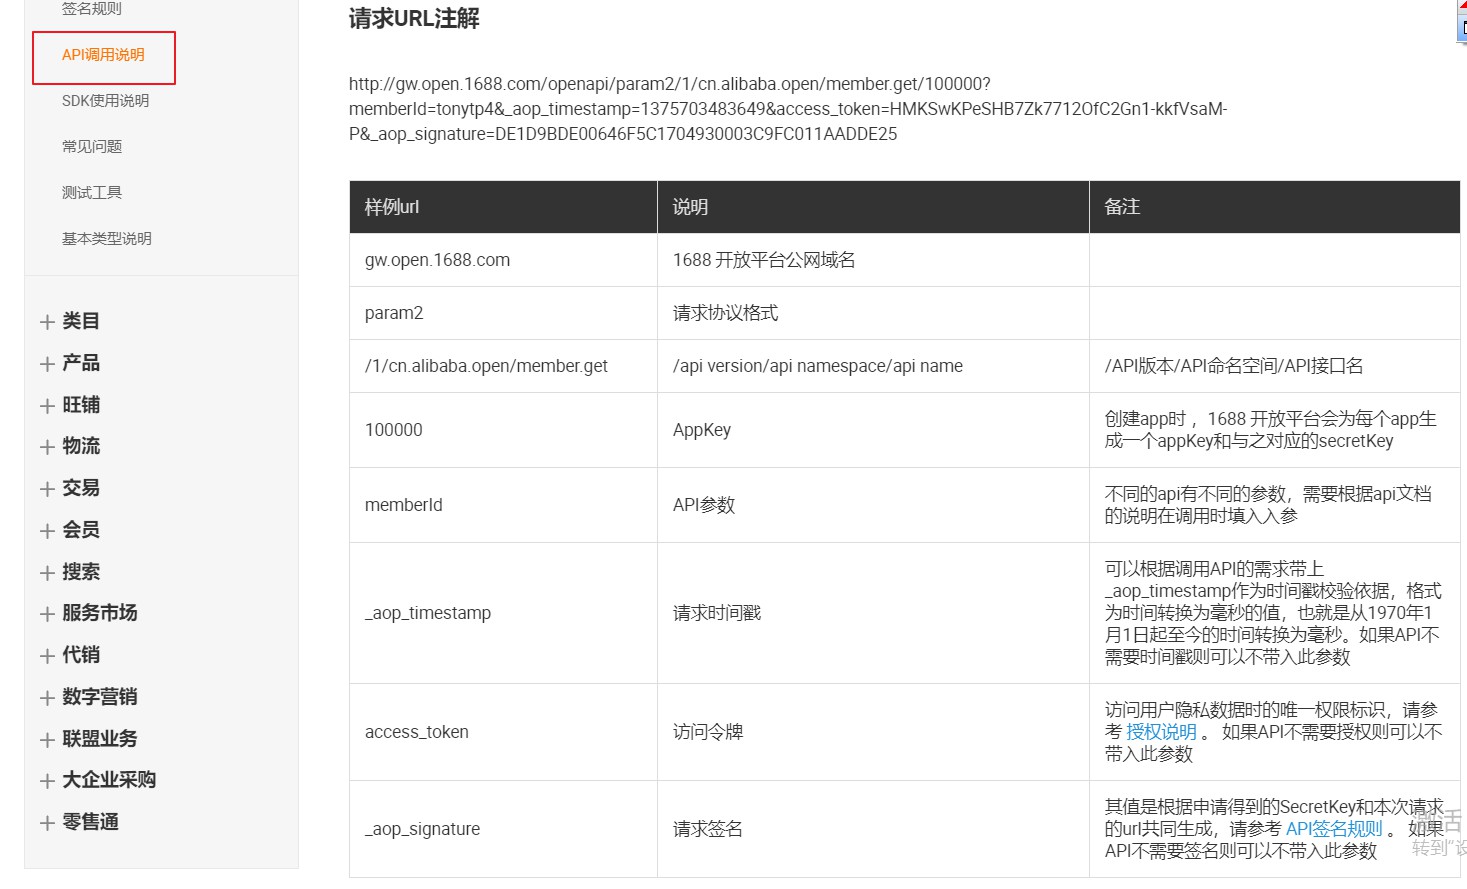 签名规则
API调用说明
SDK使用说明
常见问题
测试工具
基本类型说明
类目
产品
旺铺
物流
交易
会员
搜索
服务市场
代销
数字营销
联盟业务
大企业采购
零售通
请求URL注解
http://gw.open.1688.com/openapi/param2/1/cn.alibaba.open/member.get/100000?
memberId=tonytp4&_aop_timestamp=1375703483649&access_token=HMKSwKPeSHB7Zk7712OfC2Gn1-kkfVsaM-
P&_aop_signature=DE1D9BDE00646F5C1704930003C9FC011AADDE25
样例url 说明 备注
gw.open.1688.com 1688 开放平台公网域名
param2 请求协议格式
/1/cn.alibaba.open/member.get /api version/api namespace/api name /API版本/API命名空间/API接口名
100000 AppKey 创建app时 ，1688 开放平台会为每个app生
成一个appKey和与之对应的secretKey
memberId API参数 不同的api有不同的参数，需要根据api文档
的说明在调用时填入入参
_aop_timestamp 请求时间戳 可以根据调用API的需求带上
_aop_timestamp作为时间戳校验依据，格式
为时间转换为毫秒的值，也就是从1970年1
月1日起至今的时间转换为毫秒。如果API不
需要时间戳则可以不带入此参数
access_token 访问令牌 访问用户隐私数据时的唯一权限标识，请参
考 授权说明 。 如果API不需要授权则可以不
带入此参数
_aop_signature 请求签名 其值是根据申请得到的SecretKey和本次请求
的url共同生成，请参考 API签名规则 。 如果
API不需要签名则可以不带入此参数
激活
转到"设